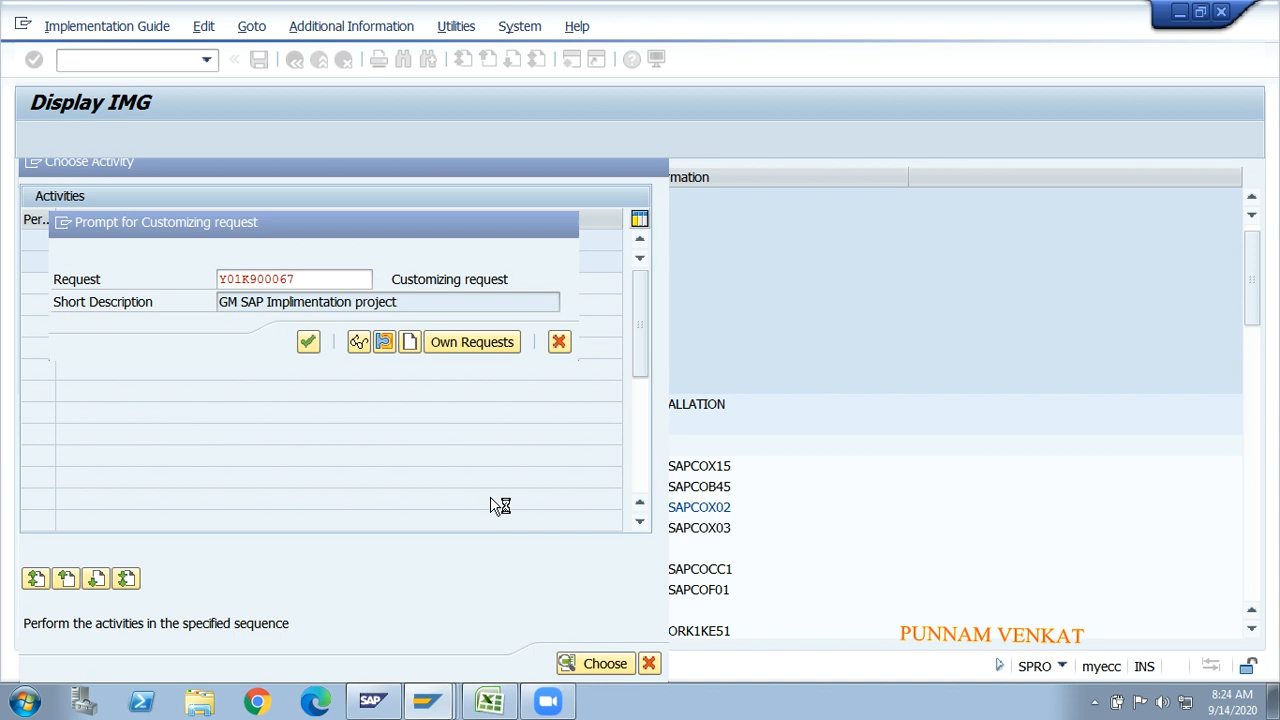 Implementation Guide Edit Goto Additional Information Utilities System Help
Display IMG
Choose Activity
rmation
Activities
Per..
Prompt for Customizing request
Request Y01K900067 Customizing request
Short Description GM SAP Implimentation project
Own Requests
ALLATION
SAPCOX15
SAPCOB45
SAPCOX02
SAPCOX03
SAPCOCC1
SAPCOF01
ORK1KE51
Perform the activities in the specified sequence
PUNNAM VENKAT
Choose
SPRO myecc INS
SAP
8:24 AM
9/14/2020